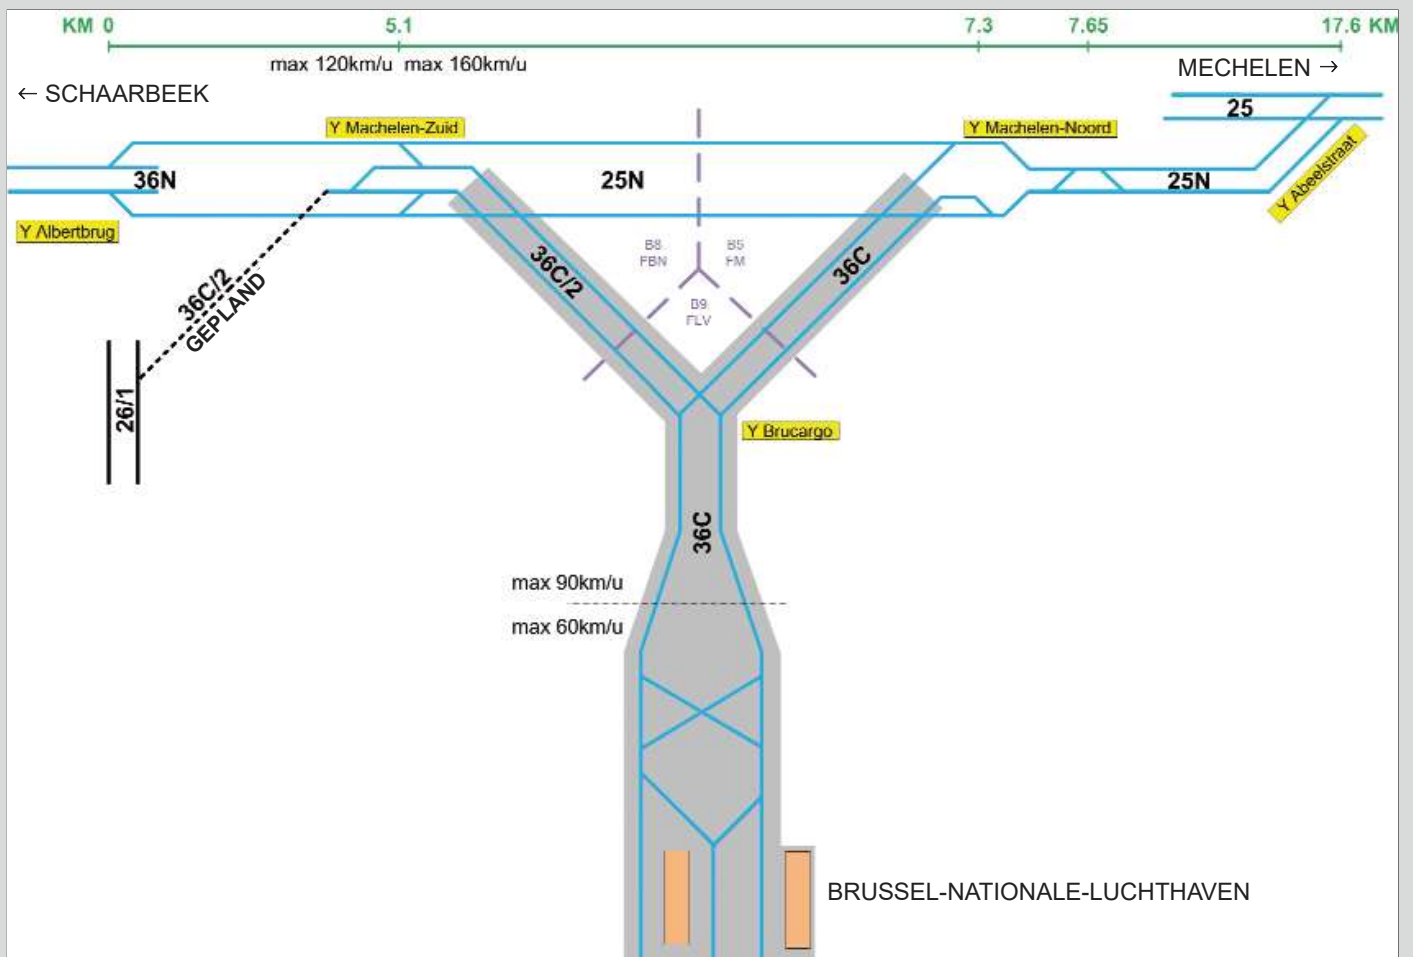 KM 0 5.1 7.3 7.65 17.6 KM
max 120km/u max 160km/u
MECHELEN →
← SCHAARBEEK
25
Y Machelen-Zuid
Y Machelen-Noord
Y Abeelstraat
36N
25N
25N
Y Albertbrug
B8
FBN
B5
FM
36C/2
36C
36C/2
GEPLAND
B9
FLV
26/1
Y Brucargo
36C
max 90km/u
max 60km/u
BRUSSEL-NATIONALE-LUCHTHAVEN